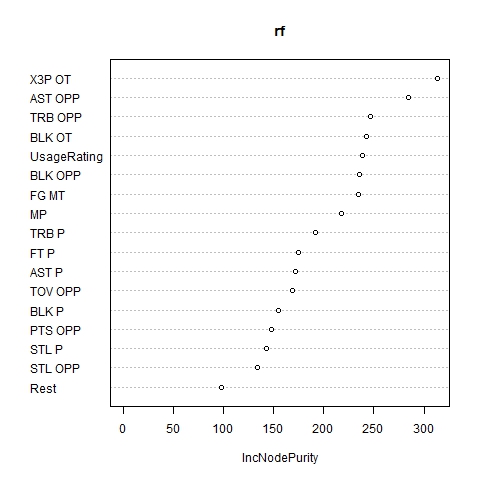 rf
X3P OT
AST OPP
TRB OPP
BLK OT
UsageRating
BLK OPP
FG MT
MP
TRB P
FT P
AST P
TOV OPP
BLK P
PTS OPP
STL P
STL OPP
Rest
0 50 100 150 200 250 300
IncNodePurity